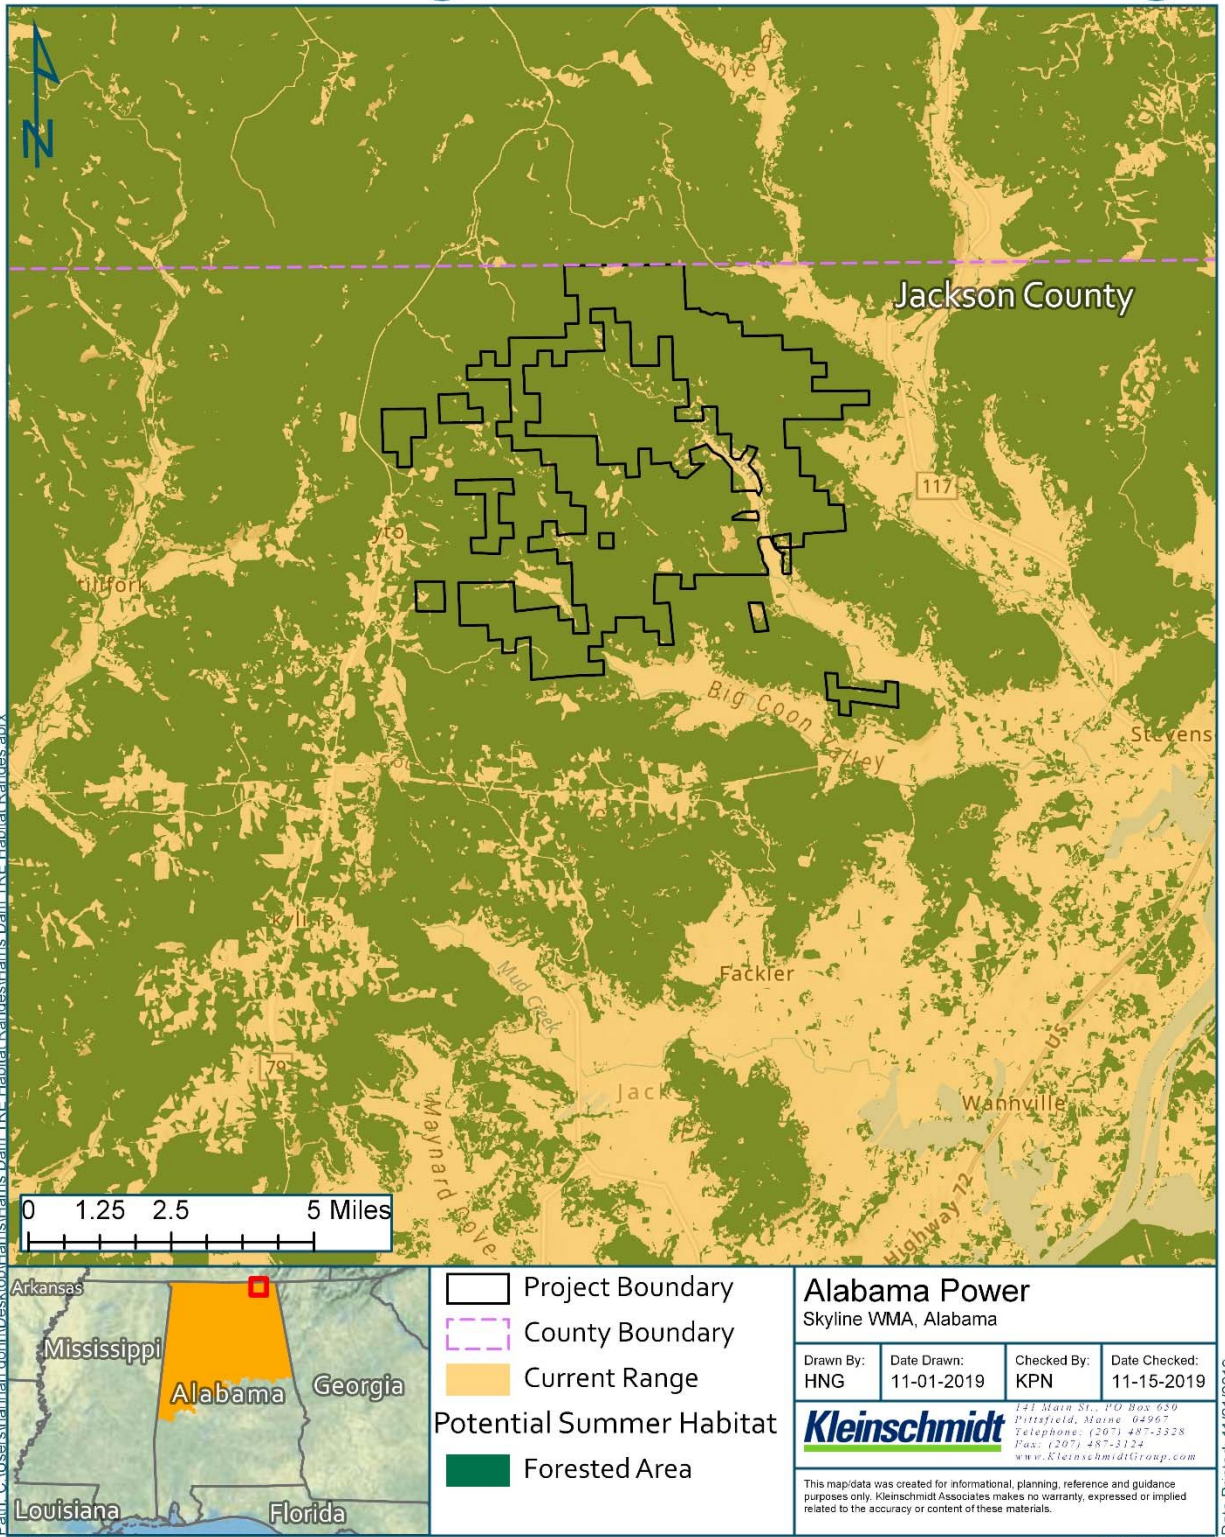 N
Cove
Jackson County
117
yto
Big Coon
Valley
Stevens
kyline
Mud Creek
Fackler
79
Jack
US
Wannville
Maynard Cove
Highway 12
0 1.25 2.5 5 Miles
Arkansas
Mississippi
Alabama
Georgia
Louisiana
Florida
Project Boundary
County Boundary
Current Range
Potential Summer Habitat
Forested Area
Alabama Power
Skyline WMA, Alabama
Drawn By:
HNG
Date Drawn:
11-01-2019
Checked By:
KPN
Date Checked:
11-15-2019
Kleinschmidt
141 Main St., PO Box 650
Pittsfield, Maine 04967
Telephone: (207) 487-3328
Fax: (207) 487-3124
www.KleinschmidtGroup.com
This map/data was created for informational, planning, reference and guidance
purposes only. Kleinschmidt Associates makes no warranty, expressed or implied
related to the accuracy or content of these materials.